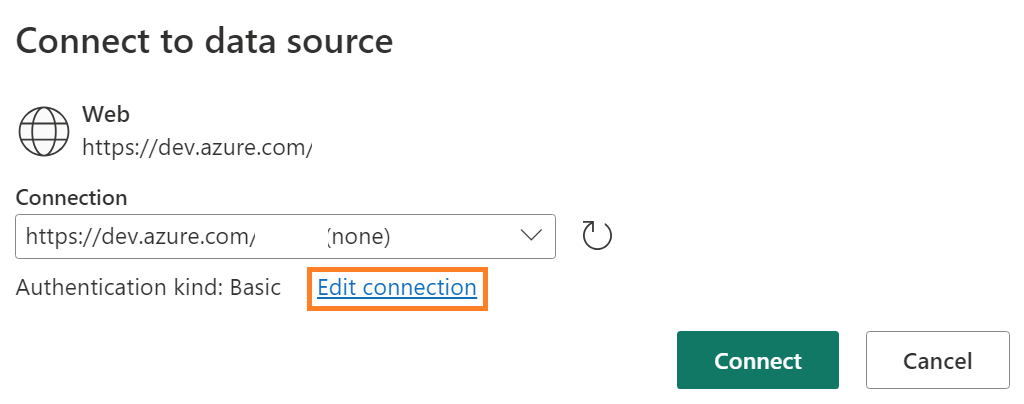 Connect to data source
Web
https://dev.azure.com/
Connection
https://dev.azure.com/ (none)
Authentication kind: Basic Edit connection
Connect Cancel